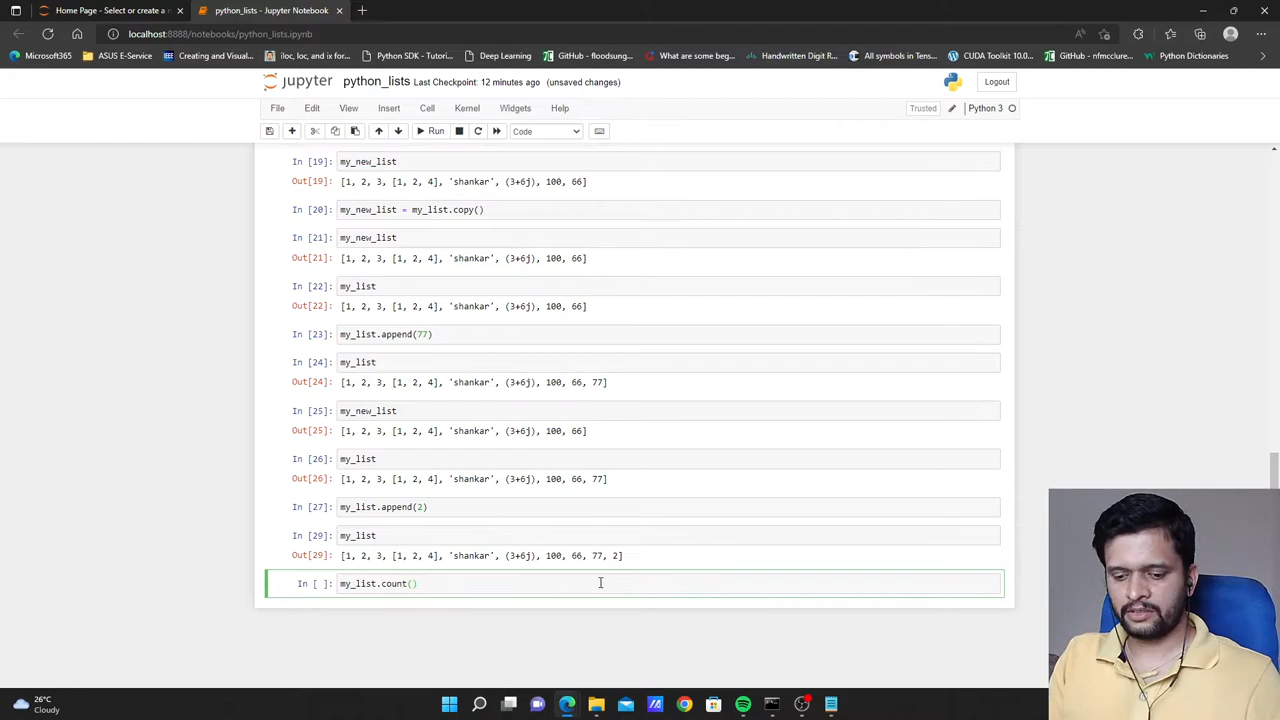 Home Page - Select or create a n
python_lists - Jupyter Notebook
localhost:8888/notebooks/python_lists.ipynb
Microsoft365
ASUS E-Service
Creating and Visual...
iloc, loc, and ix for...
Python SDK - Tutori...
Deep Learning
GitHub - floodsung...
What are some be...
Handwritten Digit R...
All symbols in Tens...
CUDA Toolkit 10.0...
GitHub - nfmcclure...
Python Dictionaries
jupyter python_lists Last Checkpoint: 12 minutes ago (unsaved changes)
Logout
File Edit View Insert Cell Kernel Widgets Help
Trusted
Python 3
Run
Code
In [19]: my_new_list
Out[19]: [1, 2, 3, [1, 2, 4], 'shankar', (3+6j), 100, 66]
In [20]: my_new_list = my_list.copy()
In [21]: my_new_list
Out[21]: [1, 2, 3, [1, 2, 4], 'shankar', (3+6j), 100, 66]
In [22]: my_list
Out[22]: [1, 2, 3, [1, 2, 4], 'shankar', (3+6j), 100, 66]
In [23]: my_list.append(77)
In [24]: my_list
Out[24]: [1, 2, 3, [1, 2, 4], 'shankar', (3+6j), 100, 66, 77]
In [25]: my_new_list
Out[25]: [1, 2, 3, [1, 2, 4], 'shankar', (3+6j), 100, 66]
In [26]: my_list
Out[26]: [1, 2, 3, [1, 2, 4], 'shankar', (3+6j), 100, 66, 77]
In [27]: my_list.append(2)
In [29]: my_list
Out[29]: [1, 2, 3, [1, 2, 4], 'shankar', (3+6j), 100, 66, 77, 2]
In [ ]: my_list.count()
26°C
Cloudy